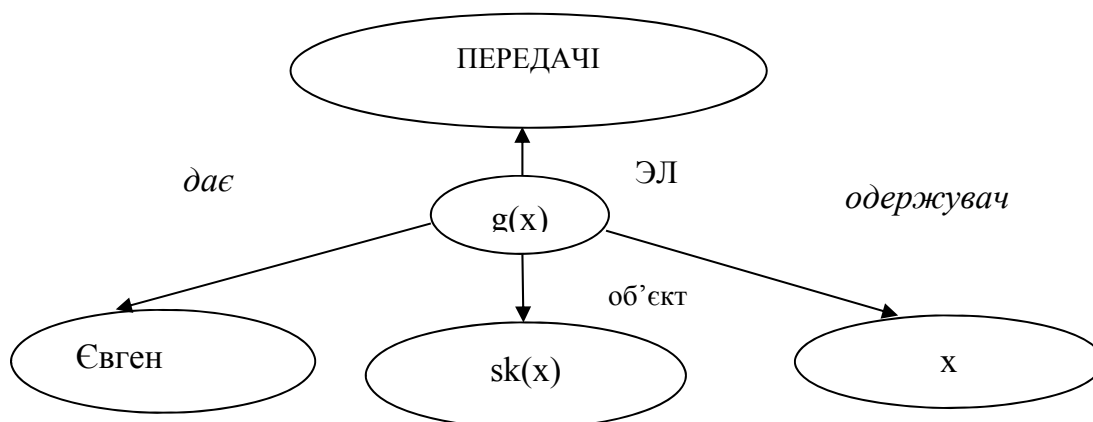 ПЕРЕДАЧІ
дає
ЭЛ
одержувач
g(x)
об’єкт
Євген
sk(x)
x